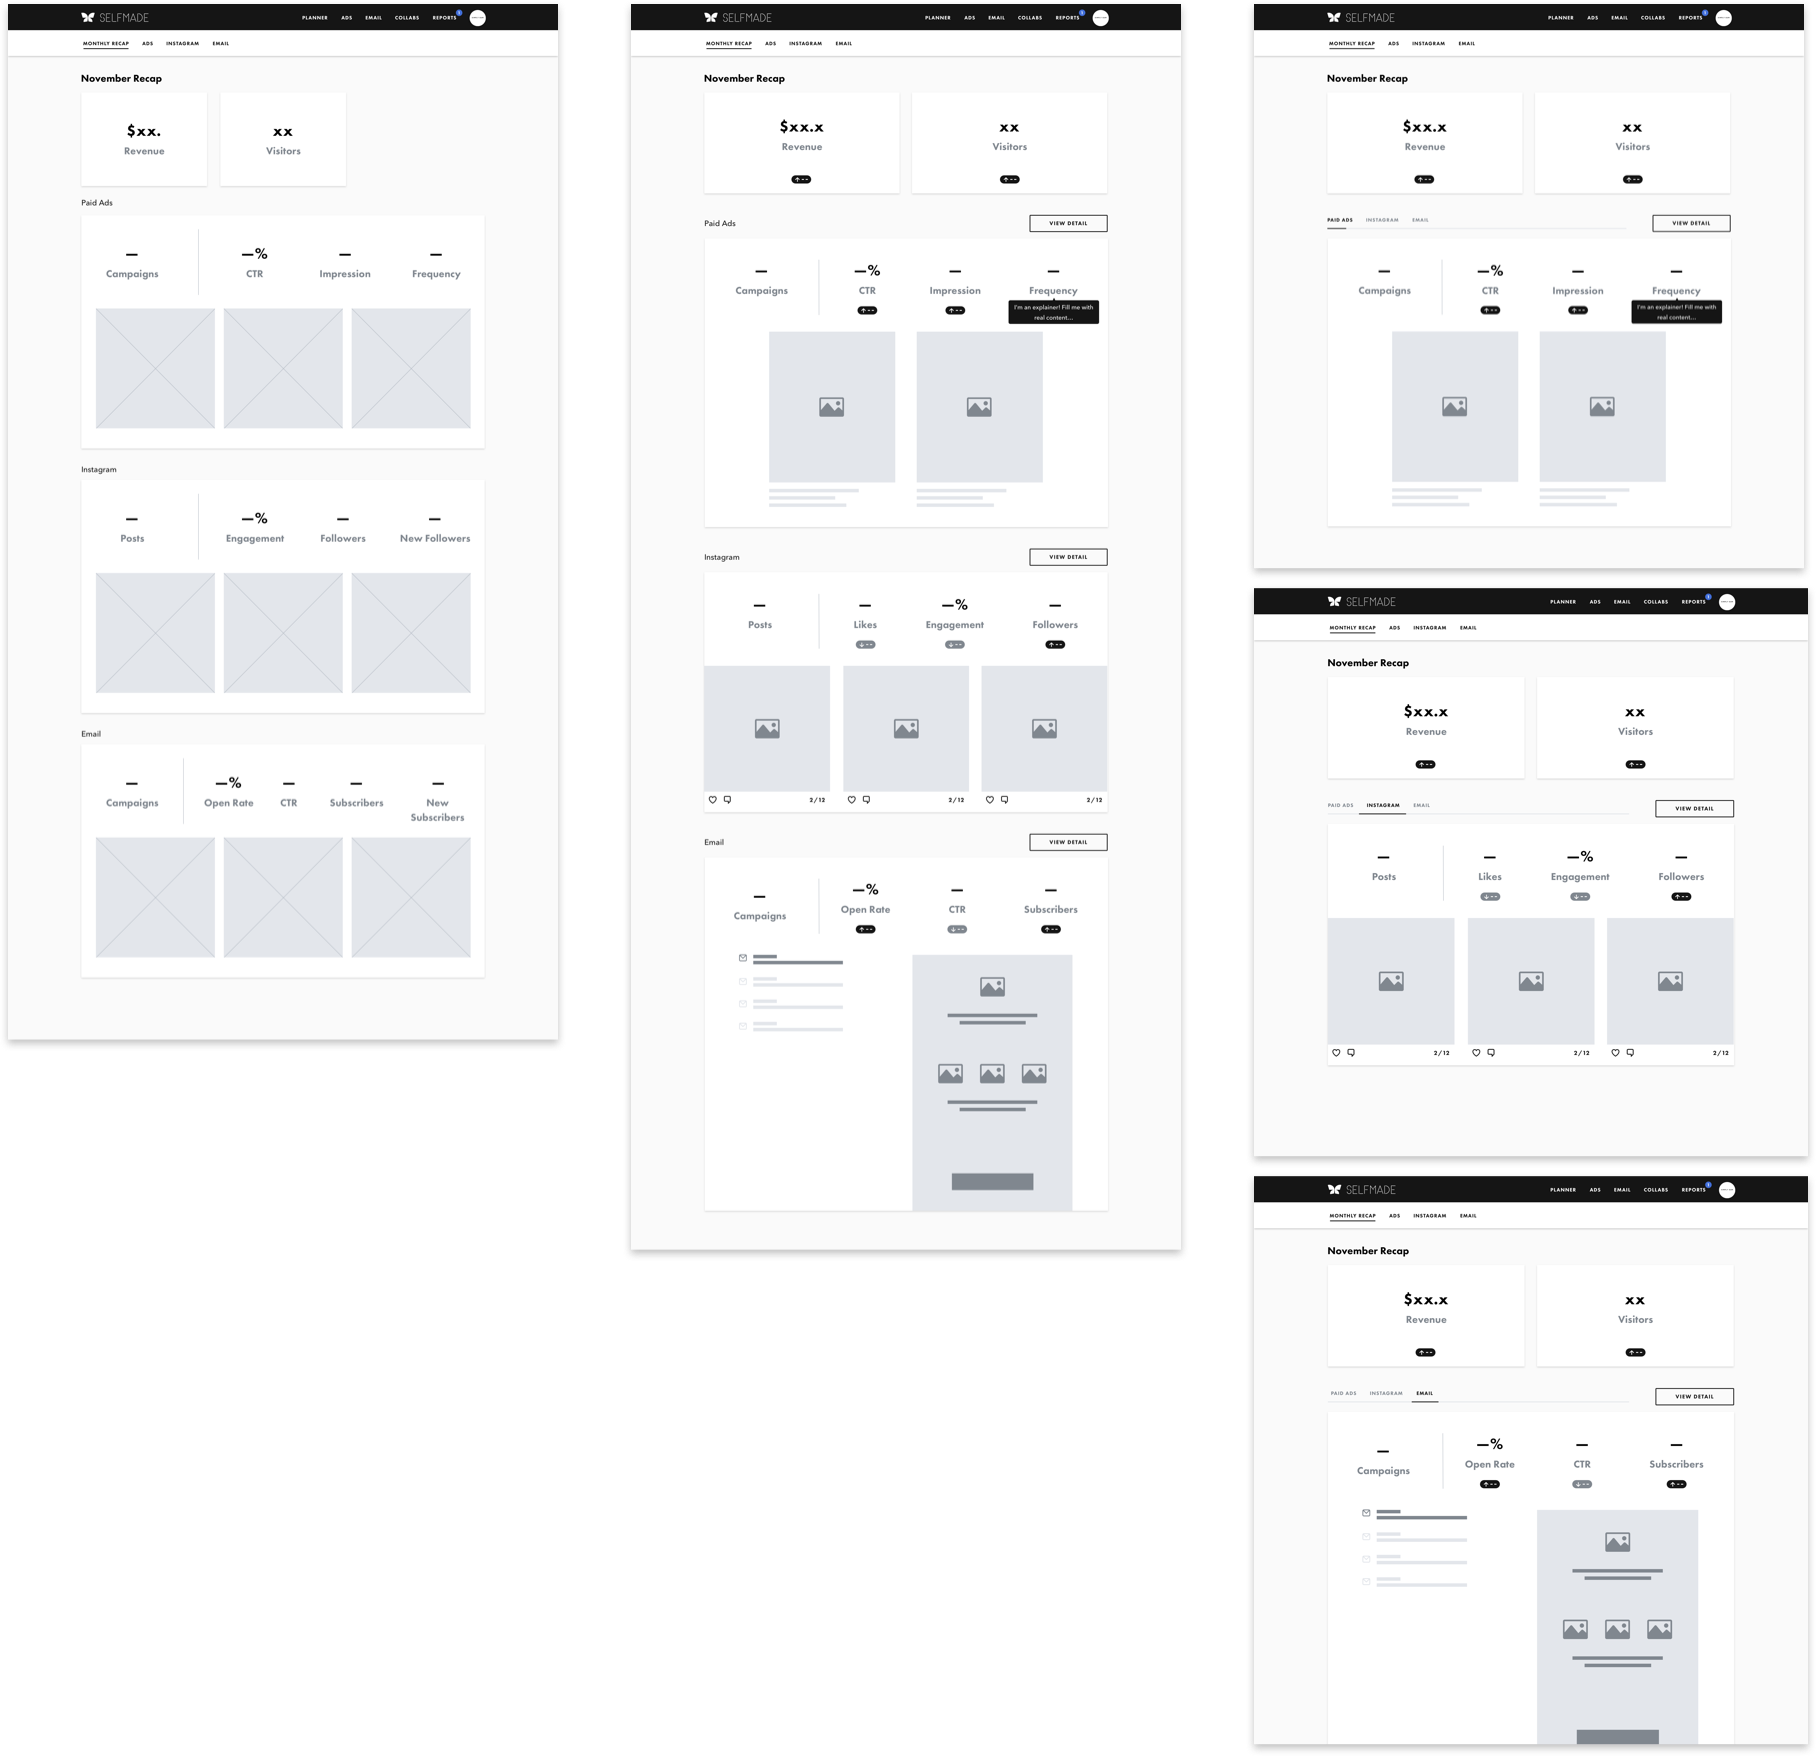 SELFMADE
PLANNER ADS EMAIL COLLABS REPORTS
MONTHLY RECAP ADS INSTAGRAM EMAIL
November Recap
$xx. xx
Revenue Visitors
Paid Ads
– –% – –
Campaigns CTR Impression Frequency
Instagram
– –% – –
Posts Engagement Followers New Followers
Email
– –% – – –
Campaigns Open Rate CTR Subscribers New
Subscribers
SELFMADE
PLANNER ADS EMAIL COLLABS REPORTS
MONTHLY RECAP ADS INSTAGRAM EMAIL
November Recap
$xx.x xx
Revenue Visitors
↑ -- ↑ --
Paid Ads VIEW DETAIL
– –% – –
Campaigns CTR Impression Frequency
↑ -- ↑ --
I'm an explainer! Fill me with
real content...
Instagram VIEW DETAIL
– – –% –
Posts Likes Engagement Followers
↓ -- ↓ -- ↑ --
2/12 2/12 2/12
Email VIEW DETAIL
– –% – –
Campaigns Open Rate CTR Subscribers
↑ -- ↓ -- ↑ --
SELFMADE
PLANNER ADS EMAIL COLLABS REPORTS
MONTHLY RECAP ADS INSTAGRAM EMAIL
November Recap
$xx.x xx
Revenue Visitors
↑ -- ↑ --
PAID ADS INSTAGRAM EMAIL VIEW DETAIL
– –% – –
Campaigns CTR Impression Frequency
↑ -- ↑ --
I'm an explainer! Fill me with
real content...
SELFMADE
PLANNER ADS EMAIL COLLABS REPORTS
MONTHLY RECAP ADS INSTAGRAM EMAIL
November Recap
$xx.x xx
Revenue Visitors
↑ -- ↑ --
PAID ADS INSTAGRAM EMAIL VIEW DETAIL
– – –% –
Posts Likes Engagement Followers
↓ -- ↓ -- ↑ --
2/12 2/12 2/12
SELFMADE
PLANNER ADS EMAIL COLLABS REPORTS
MONTHLY RECAP ADS INSTAGRAM EMAIL
November Recap
$xx.x xx
Revenue Visitors
↑ -- ↑ --
PAID ADS INSTAGRAM EMAIL VIEW DETAIL
– –% – –
Campaigns Open Rate CTR Subscribers
↑ -- ↓ -- ↑ --